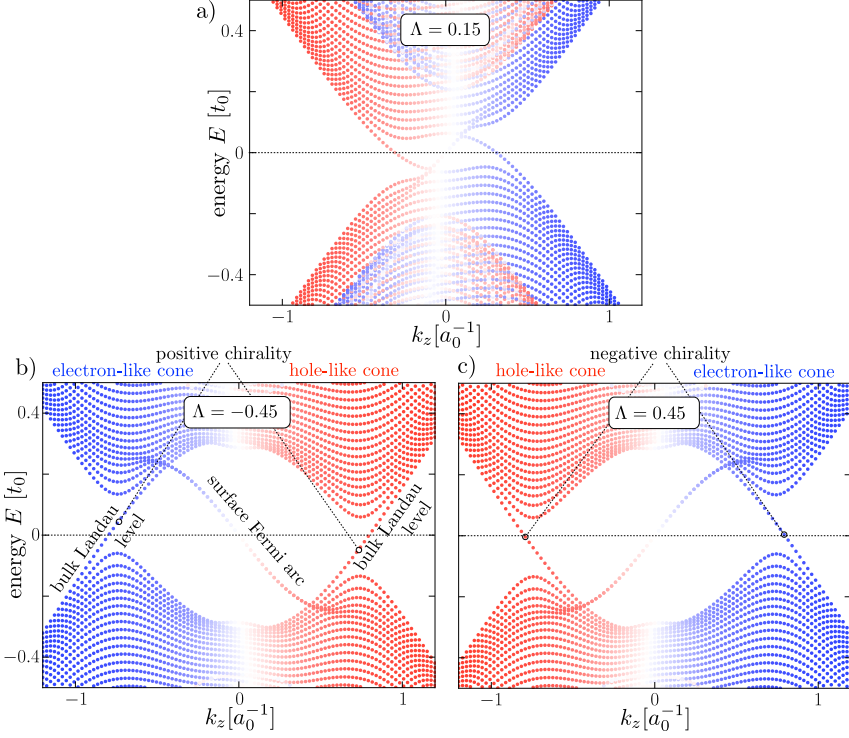 a)
Λ = 0.15
0.4
0
−0.4
energy E [t₀]
−1
0
1
k_z[a₀⁻¹]
positive chirality
negative chirality
b)
electron-like cone
hole-like cone
Λ = −0.45
0.4
0
−0.4
energy E [t₀]
bulk Landau
level
surface Fermi arc
bulk Landau
level
−1
0
1
k_z[a₀⁻¹]
c)
hole-like cone
electron-like cone
Λ = 0.45
−1
0
1
k_z[a₀⁻¹]